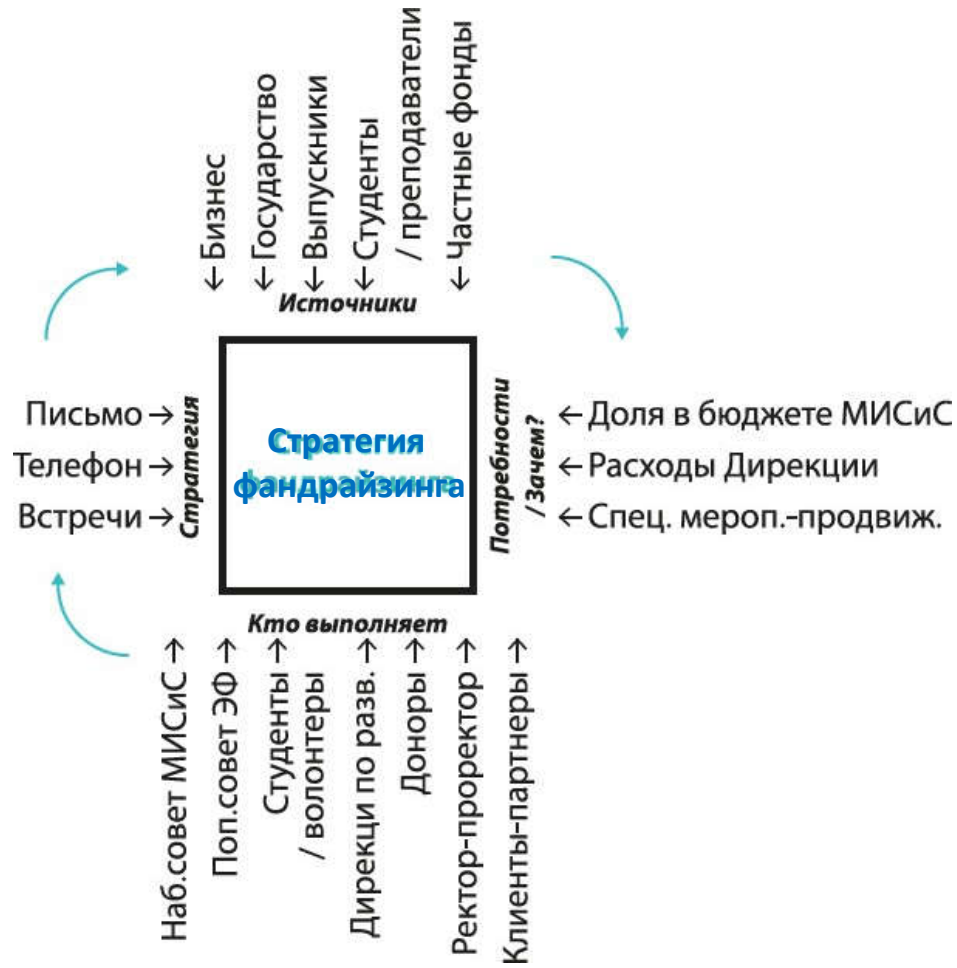 ← Бизнес
← Государство
← Выпускники
← Студенты
/ преподаватели
← Частные фонды
Источники
Письмо →
Телефон →
Встречи →
Стратегия
Стратегия
фандрайзинга
Потребности
/ Зачем?
← Доля в бюджете МИСиС
← Расходы Дирекции
← Спец. мероп.-продвиж.
Кто выполняет
Наб.совет МИСиС →
Поп.совет ЭФ →
Студенты →
/ волонтеры
Дирекци по разв. →
Доноры →
Ректор-проректор →
Клиенты-партнеры →